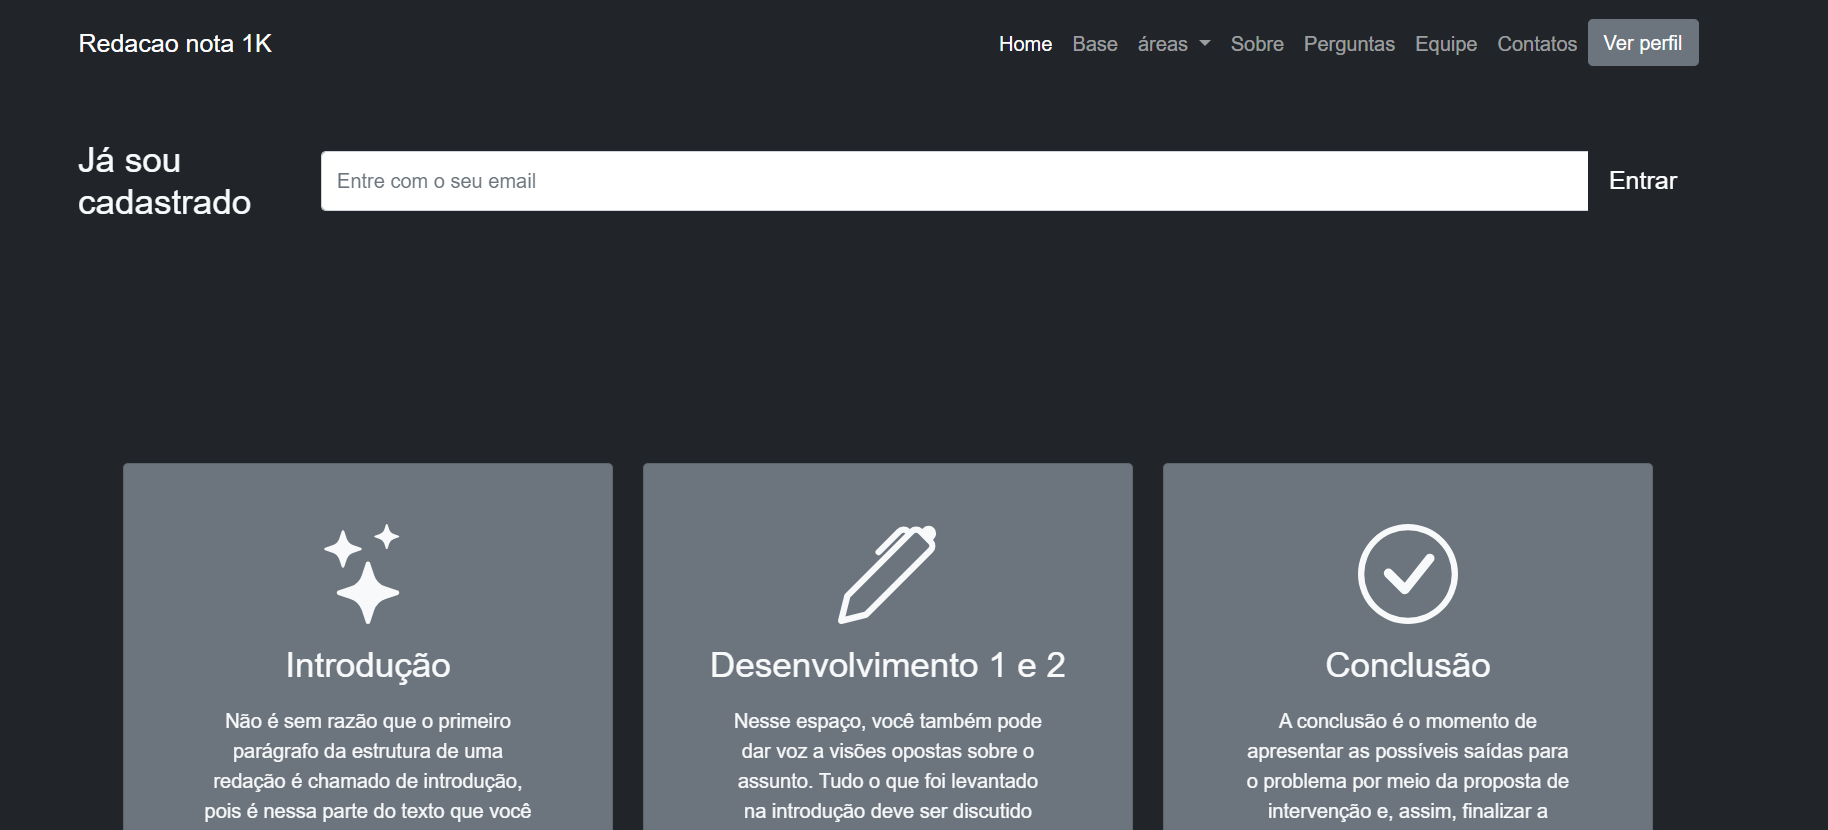 Redacao nota 1K
Home Base áreas Sobre Perguntas Equipe Contatos Ver perfil
Já sou
cadastrado
Entre com o seu email
Entrar
Introdução
Não é sem razão que o primeiro
parágrafo da estrutura de uma
redação é chamado de introdução,
pois é nessa parte do texto que você
Desenvolvimento 1 e 2
Nesse espaço, você também pode
dar voz a visões opostas sobre o
assunto. Tudo o que foi levantado
na introdução deve ser discutido
Conclusão
A conclusão é o momento de
apresentar as possíveis saídas para
o problema por meio da proposta de
intervenção e, assim, finalizar a